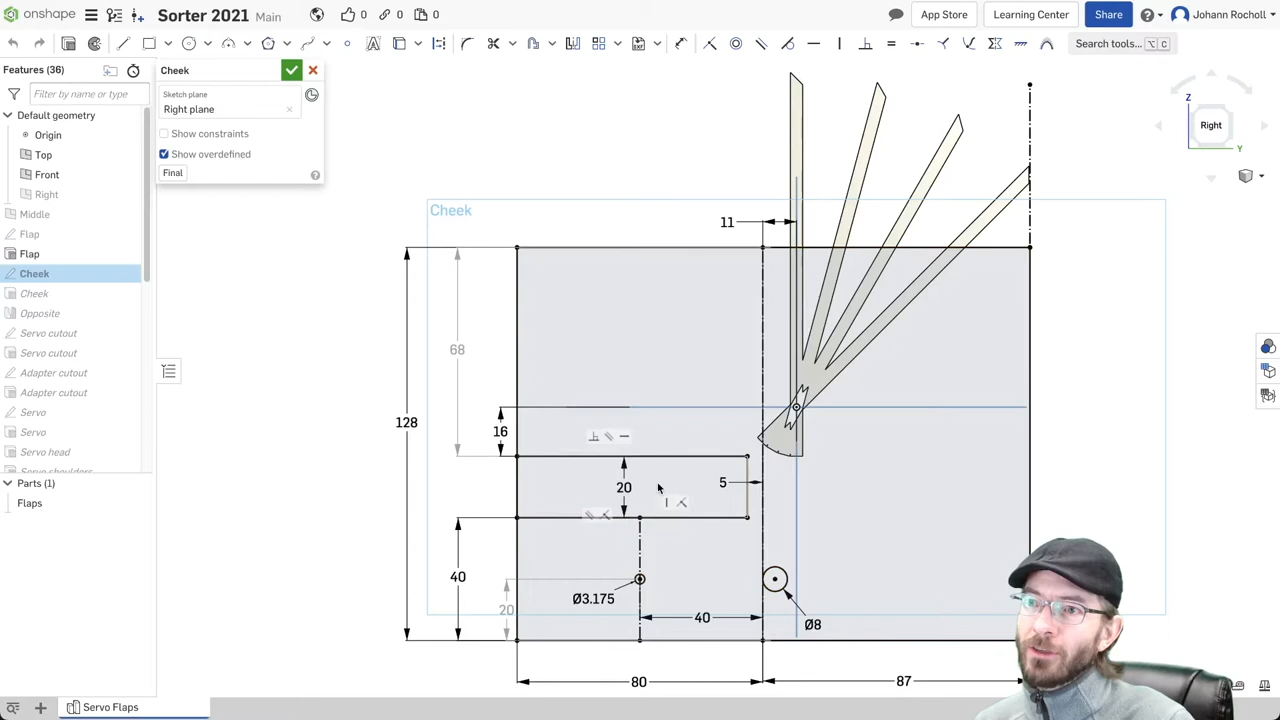 onshape Sorter 2021 Main 0 0 0 App Store Learning Center Share Johann Rocholl
Search tools... ⌥ C
Features (36)
Filter by name or type
Default geometry
Origin
Top
Front
Right
Middle
Flap
Flap
Cheek
Cheek
Opposite
Servo cutout
Servo cutout
Adapter cutout
Adapter cutout
Servo
Servo
Servo head
Servo shoulders
Parts (1)
Flaps
Cheek
Sketch plane
Right plane
Show constraints
Show overdefined
Final
Cheek
11
68
128
16
20
5
40
20
Ø3.175
40
Ø8
80
87
Z
Right
Y
Servo Flaps